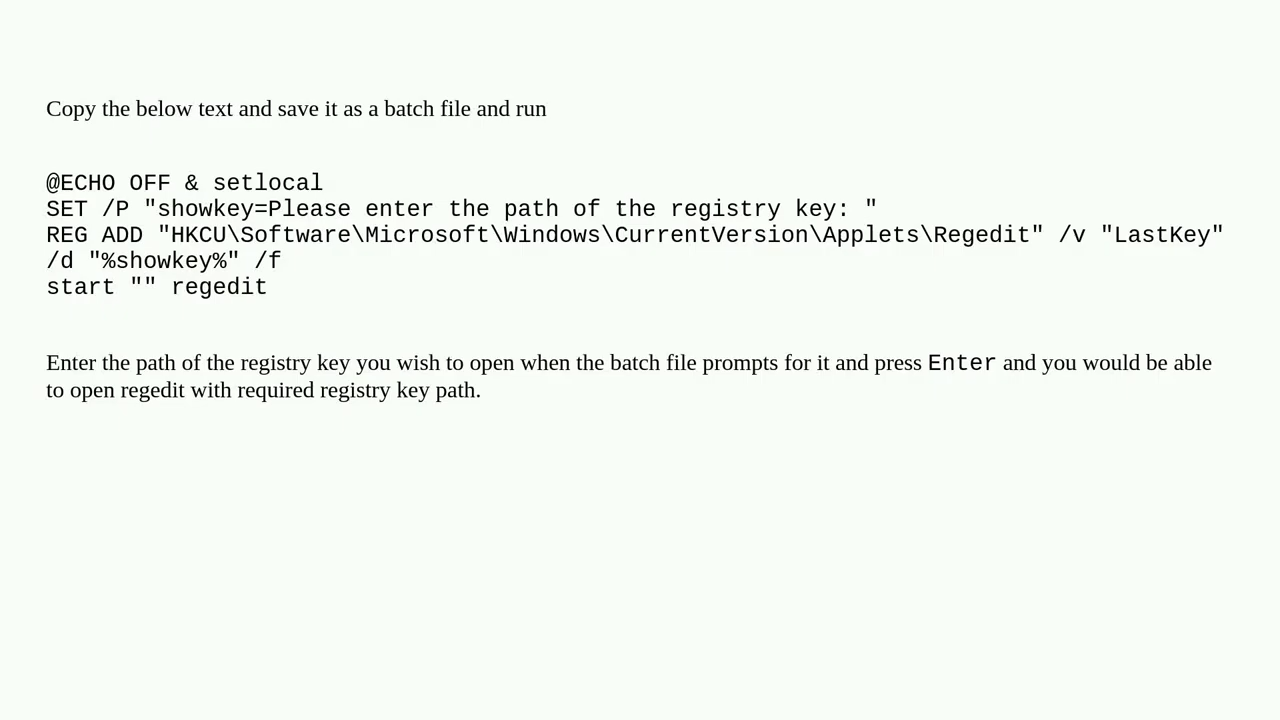 Copy the below text and save it as a batch file and run
@ECHO OFF & setlocal
SET /P "showkey=Please enter the path of the registry key: "
REG ADD "HKCU\Software\Microsoft\Windows\CurrentVersion\Applets\Regedit" /v "LastKey"
/d "%showkey%" /f
start "" regedit
Enter the path of the registry key you wish to open when the batch file prompts for it and press Enter and you would be able
to open regedit with required registry key path.